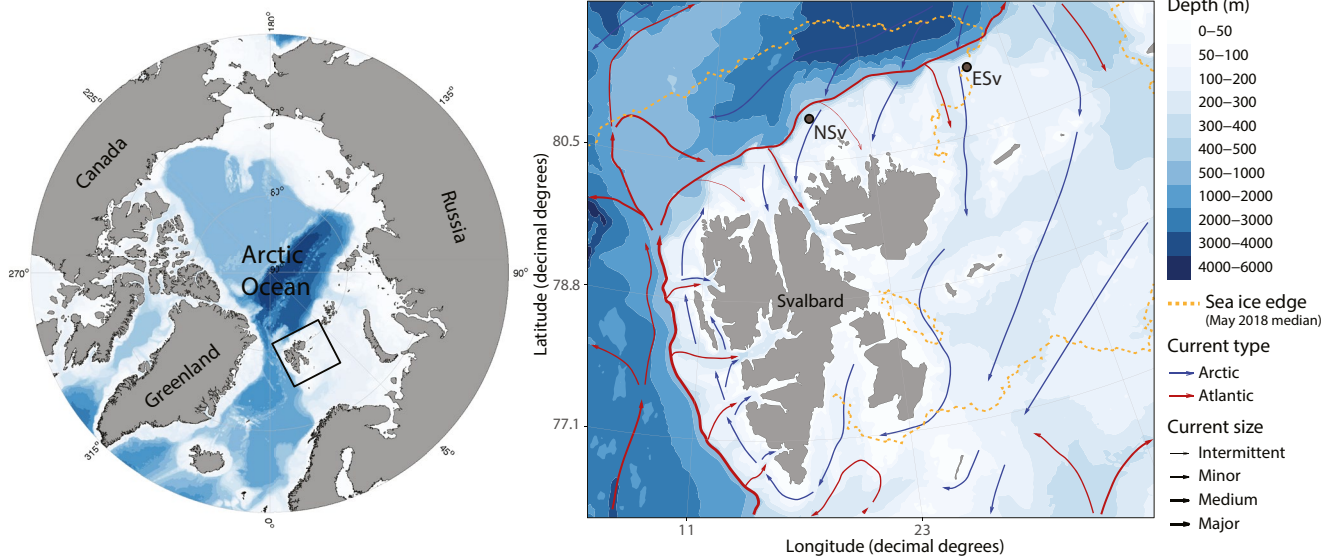 180°
225°
135°
75°
Canada
Russia
Arctic
Ocean
270°
90°
Greenland
315°
45°
0°
80.5
78.8
77.1
Latitude (decimal degrees)
11
23
Longitude (decimal degrees)
NSv
ESv
Svalbard
Depth (m)
0–50
50–100
100–200
200–300
300–400
400–500
500–1000
1000–2000
2000–3000
3000–4000
4000–6000
Sea ice edge
(May 2018 median)
Current type
Arctic
Atlantic
Current size
Intermittent
Minor
Medium
Major